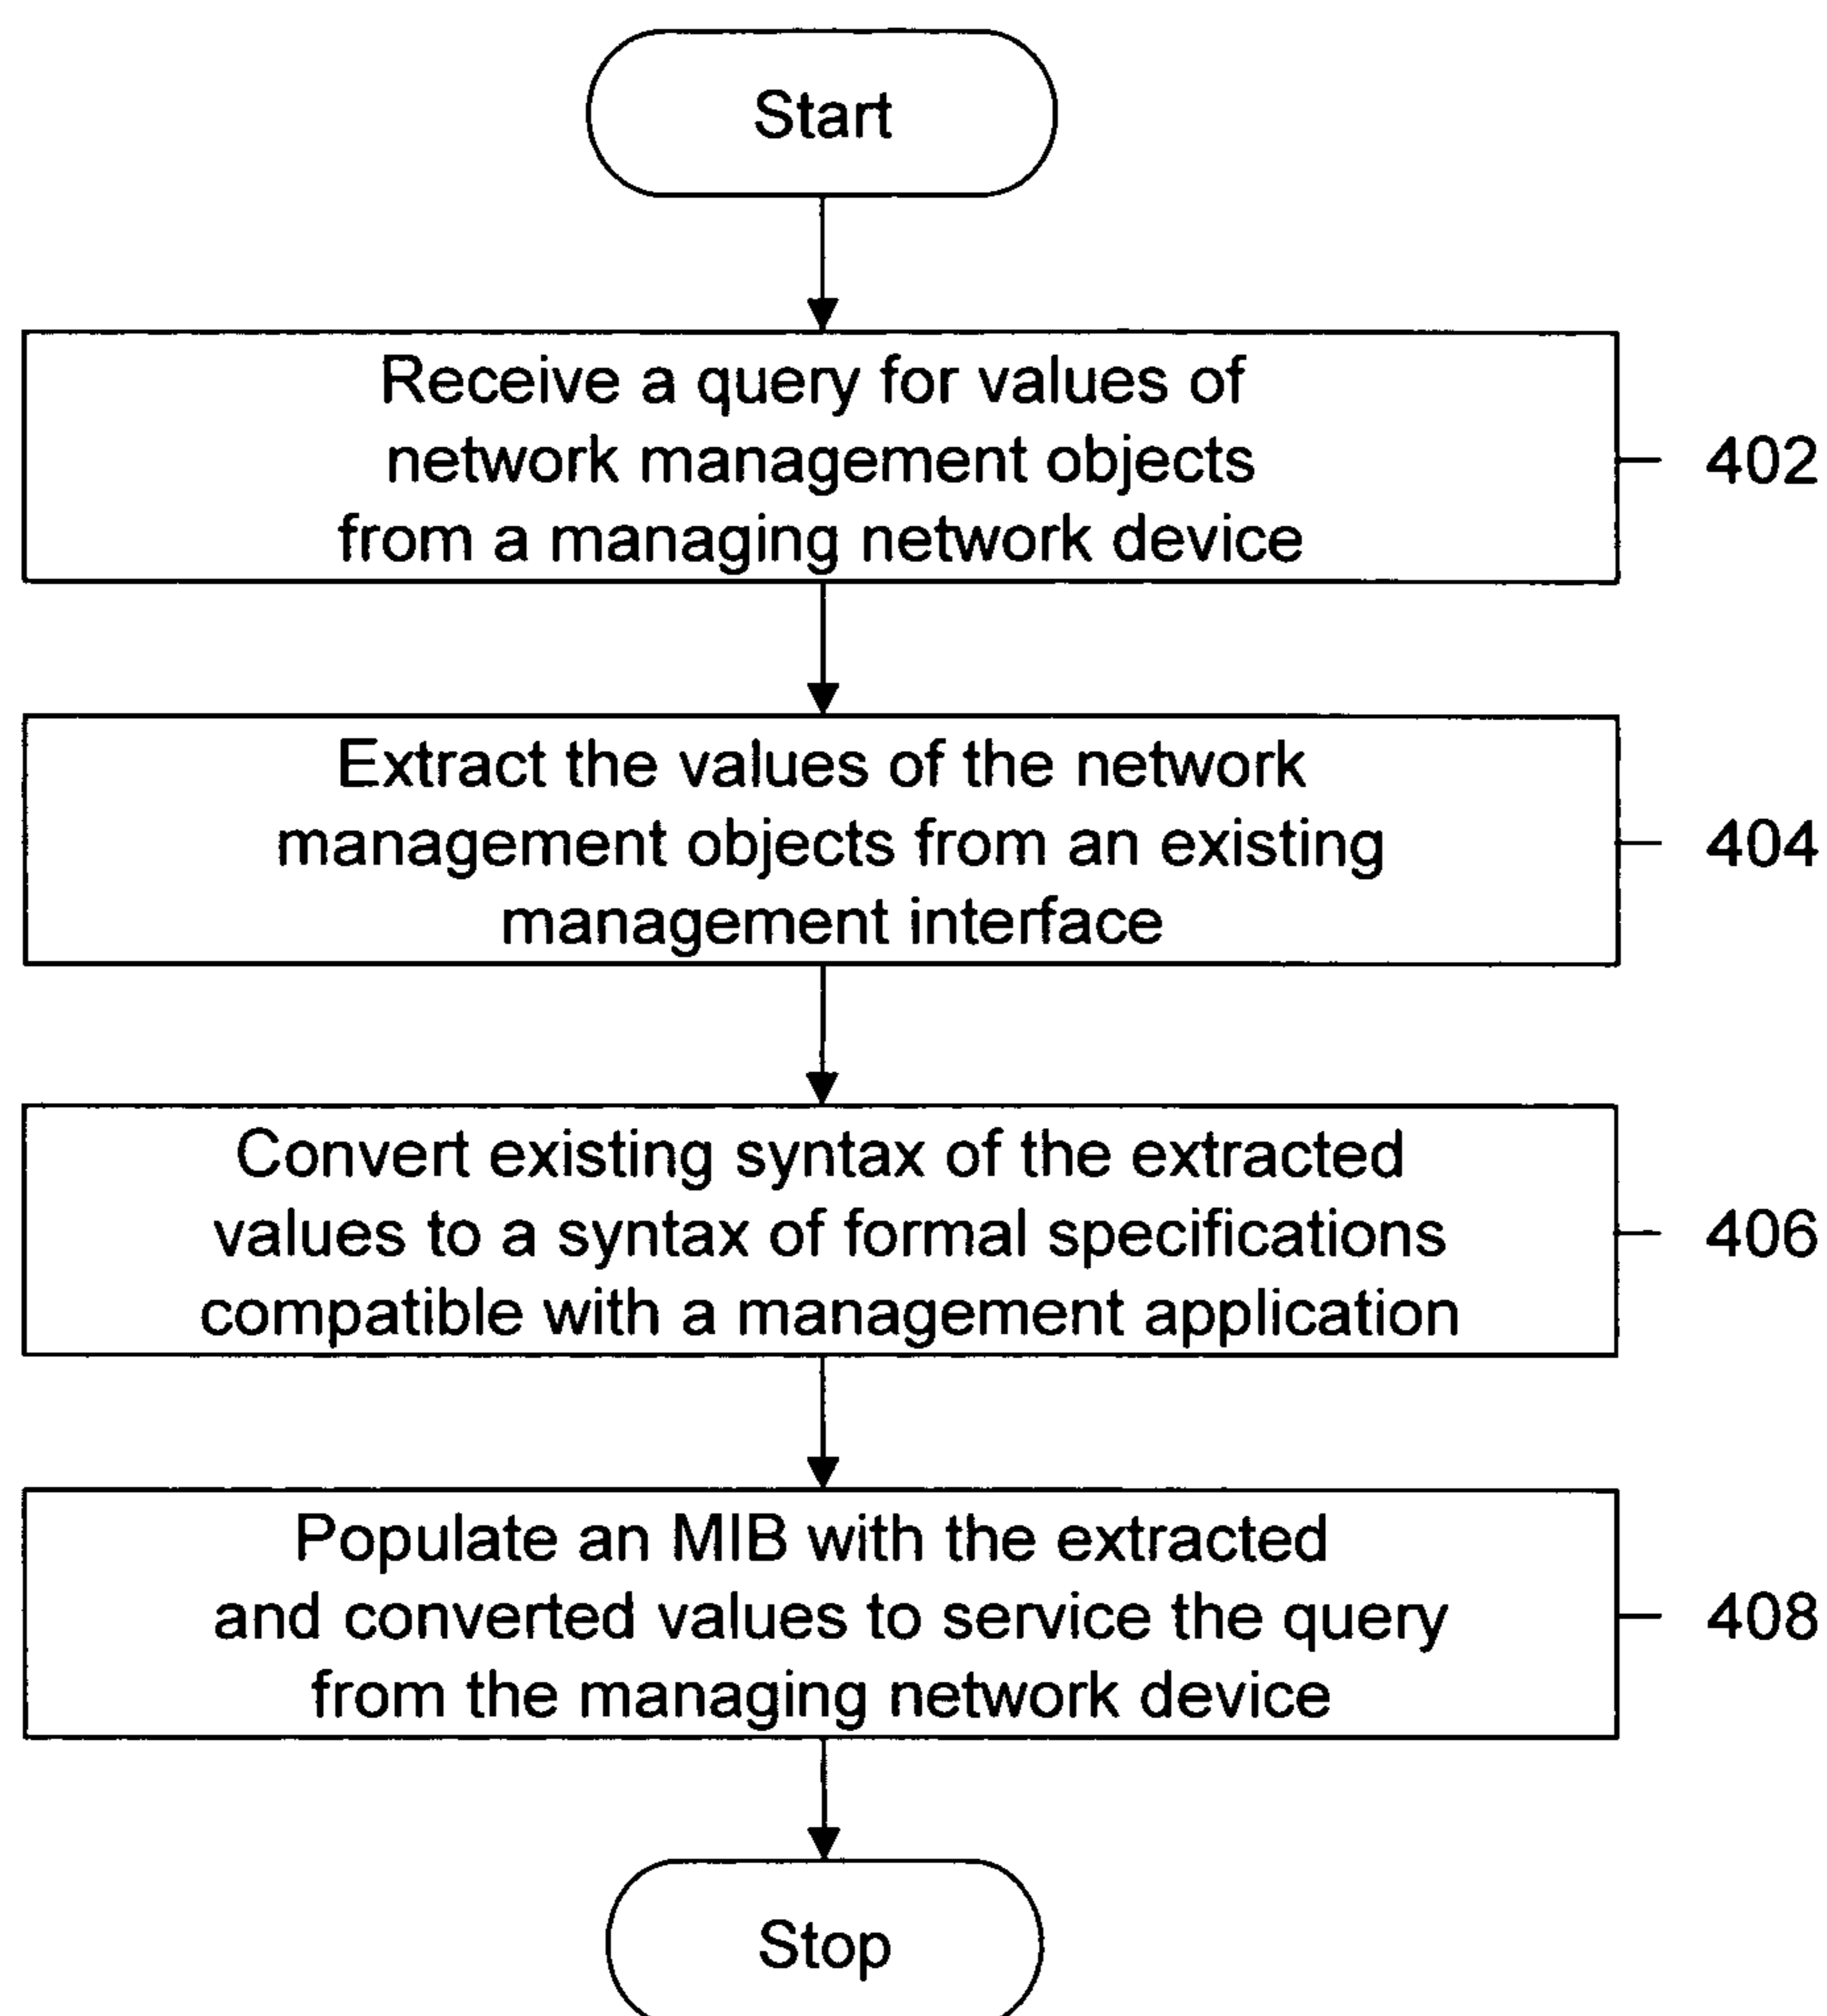 Start
Receive a query for values of
network management objects
from a managing network device
402
Extract the values of the network
management objects from an existing
management interface
404
Convert existing syntax of the extracted
values to a syntax of formal specifications
compatible with a management application
406
Populate an MIB with the extracted
and converted values to service the query
from the managing network device
408
Stop